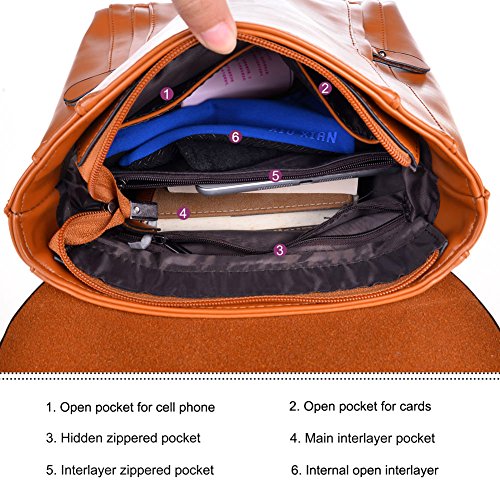 1
2
6
5
4
3
1. Open pocket for cell phone
2. Open pocket for cards
3. Hidden zippered pocket
4. Main interlayer pocket
5. Interlayer zippered pocket
6. Internal open interlayer